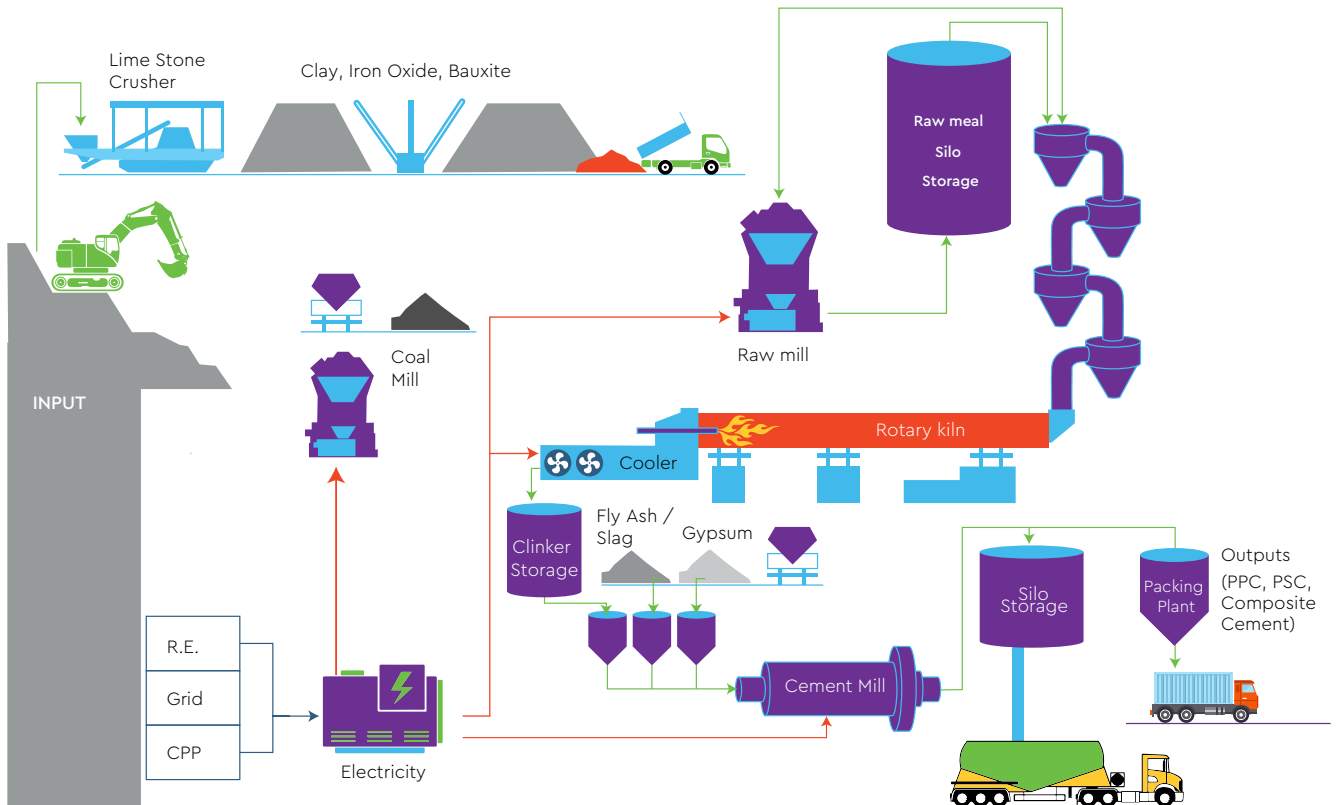 Lime Stone
Crusher
Clay, Iron Oxide, Bauxite
Raw meal
Silo
Storage
INPUT
Coal
Mill
Raw mill
Rotary kiln
Cooler
Clinker
Storage
Fly Ash /
Slag
Gypsum
Silo
Storage
Packing
Plant
Outputs
(PPC, PSC,
Composite
Cement)
R.E.
Grid
CPP
Cement Mill
Electricity